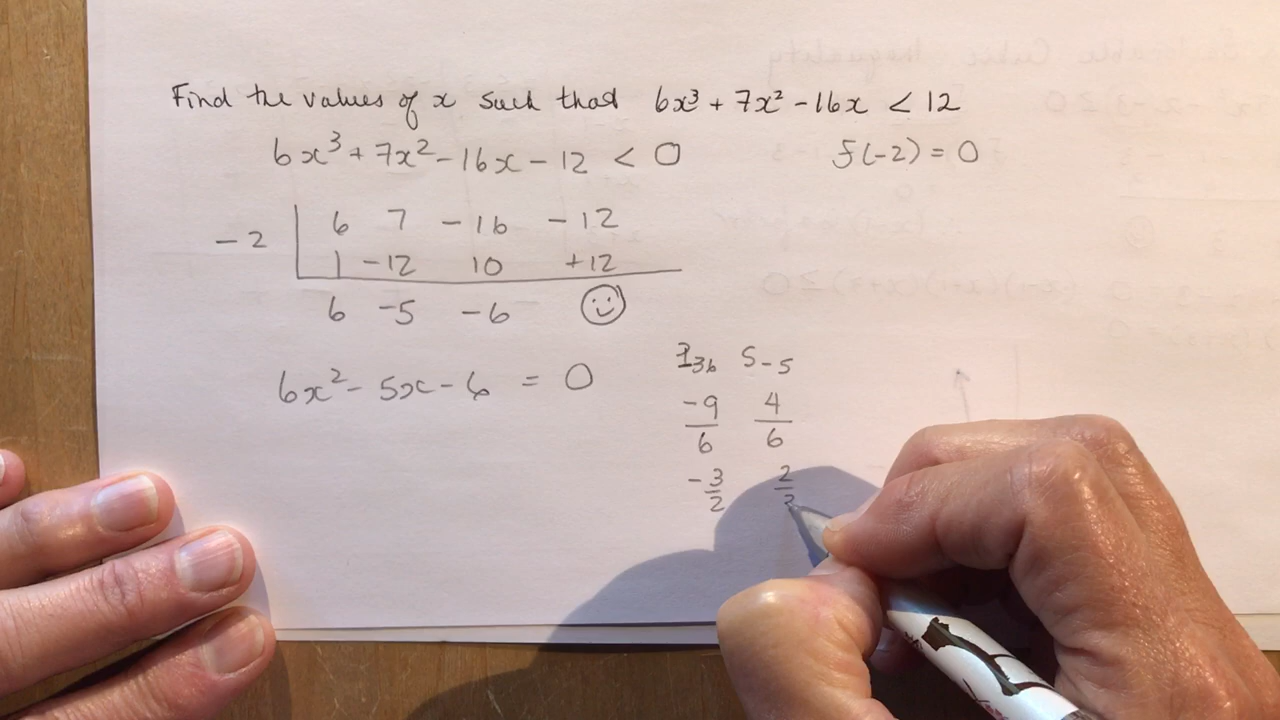 Find the values of x such that 6x³ + 7x² - 16x < 12
6x³ + 7x² - 16x - 12 < 0 f(-2) = 0
6 7 -16 -12
-2
1 -12 10 +12
6 -5 -6
P36 S-5
6x² - 5x - 6 = 0
-9/6 4/6
-3/2 2/3